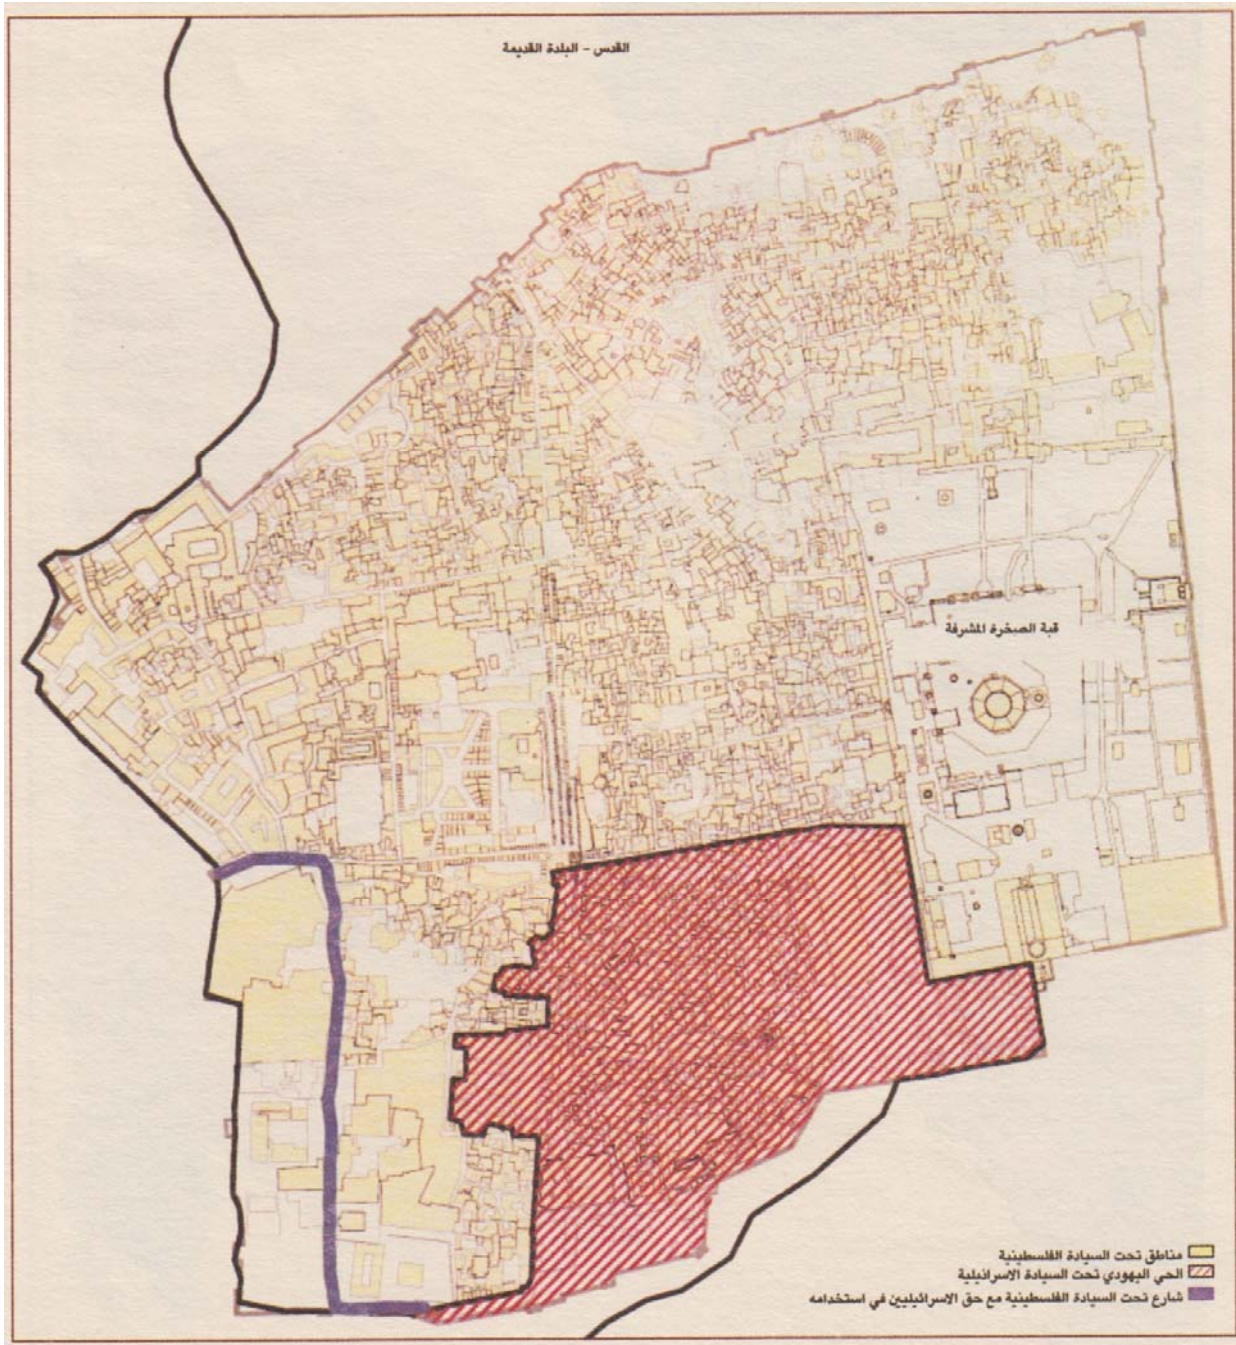 القدس - البلدة القديمة
قبة الصخرة المشرفة
مناطق تحت السيادة الفلسطينية
الحي اليهودي تحت السيادة الاسرائيلية
شارع تحت السيادة الفلسطينية مع حق الاسرائيليين في استخدامه